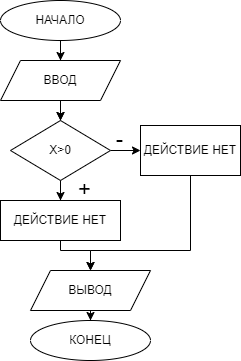 НАЧАЛО
ВВОД
X>0
-
ДЕЙСТВИЕ НЕТ
+
ДЕЙСТВИЕ НЕТ
ВЫВОД
КОНЕЦ